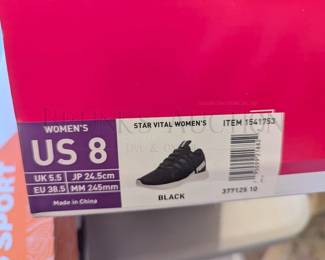 WOMEN'S
STAR VITAL WOMEN'S
ITEM 1541753
US 8
UK 5.5 JP 24.5cm
EU 38.5 MM 245mm
Made in China
BLACK
377129 10
SPORT